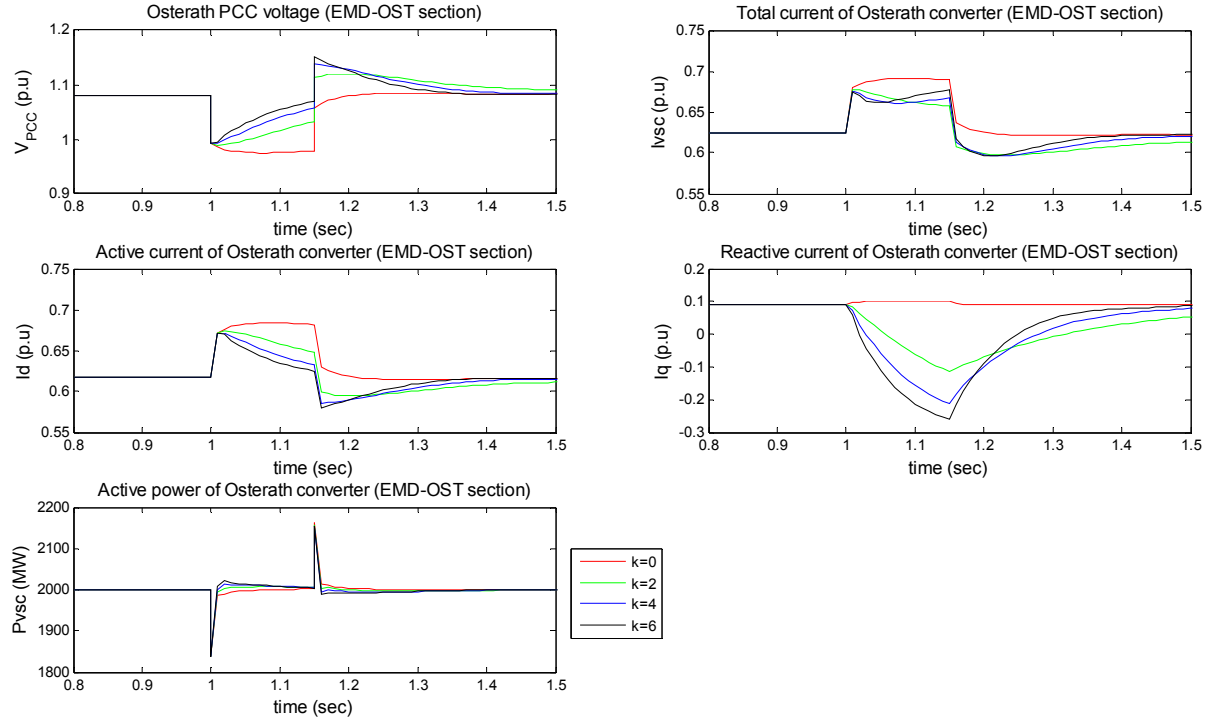 Osterath PCC voltage (EMD-OST section)
1.2
1.1
1
0.9
V_PCC (p.u)
0.8 0.9 1 1.1 1.2 1.3 1.4 1.5
time (sec)
Total current of Osterath converter (EMD-OST section)
0.75
0.7
0.65
0.6
0.55
Ivsc (p.u)
0.8 0.9 1 1.1 1.2 1.3 1.4 1.5
time (sec)
Active current of Osterath converter (EMD-OST section)
0.75
0.7
0.65
0.6
0.55
Id (p.u)
0.8 0.9 1 1.1 1.2 1.3 1.4 1.5
time (sec)
Reactive current of Osterath converter (EMD-OST section)
0.2
0.1
0
-0.1
-0.2
-0.3
Iq (p.u)
0.8 0.9 1 1.1 1.2 1.3 1.4 1.5
time (sec)
Active power of Osterath converter (EMD-OST section)
2200
2100
2000
1900
1800
Pvsc (MW)
0.8 0.9 1 1.1 1.2 1.3 1.4 1.5
time (sec)
k=0
k=2
k=4
k=6